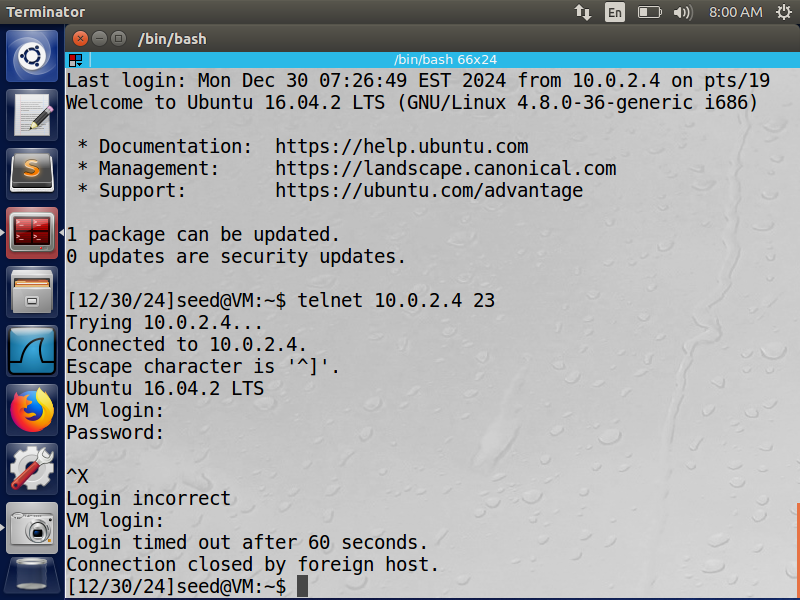 Terminator
En
8:00 AM
/bin/bash
/bin/bash 66x24
Last login: Mon Dec 30 07:26:49 EST 2024 from 10.0.2.4 on pts/19
Welcome to Ubuntu 16.04.2 LTS (GNU/Linux 4.8.0-36-generic i686)
 * Documentation:  https://help.ubuntu.com
 * Management:     https://landscape.canonical.com
 * Support:        https://ubuntu.com/advantage
1 package can be updated.
0 updates are security updates.
[12/30/24]seed@VM:~$ telnet 10.0.2.4 23
Trying 10.0.2.4...
Connected to 10.0.2.4.
Escape character is '^]'.
Ubuntu 16.04.2 LTS
VM login:
Password:
^X
Login incorrect
VM login:
Login timed out after 60 seconds.
Connection closed by foreign host.
[12/30/24]seed@VM:~$